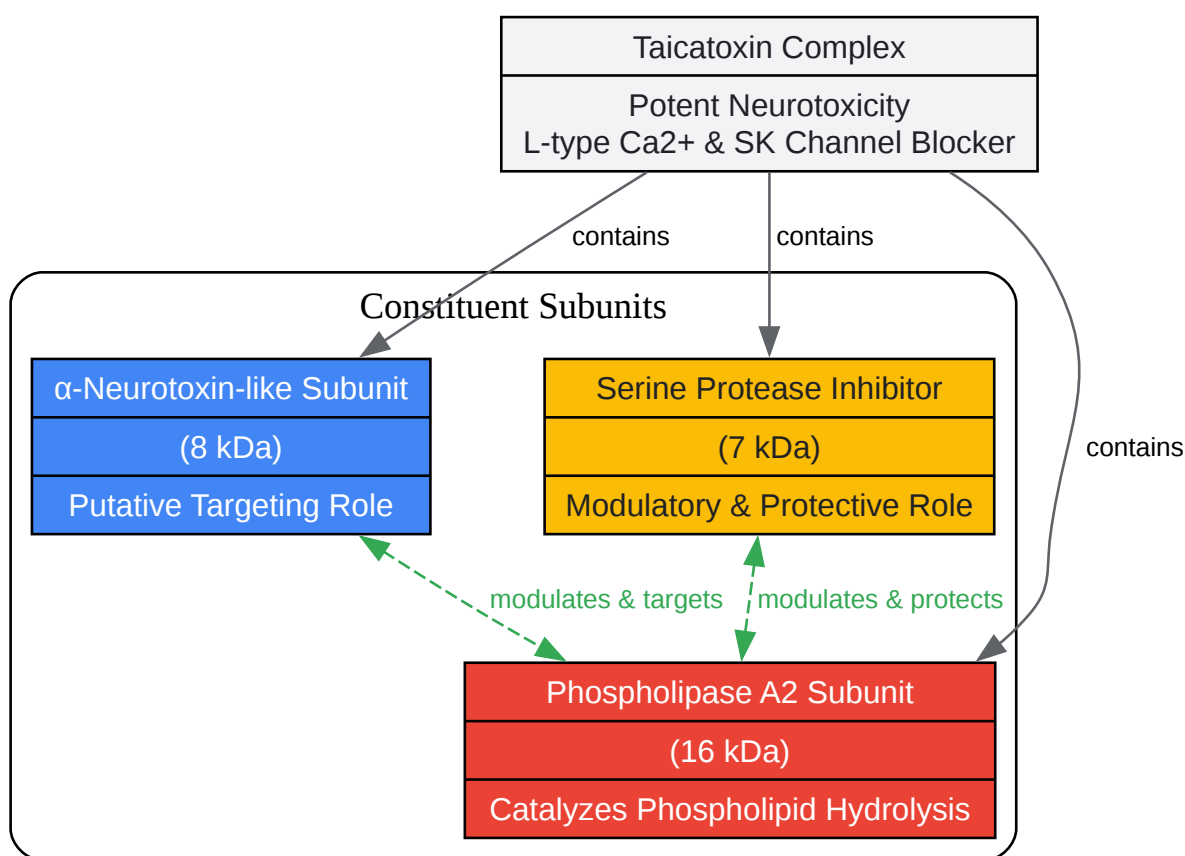 Taicatoxin Complex
Potent Neurotoxicity
L-type Ca2+ & SK Channel Blocker
contains
contains
Constituent Subunits
α-Neurotoxin-like Subunit
(8 kDa)
Putative Targeting Role
Serine Protease Inhibitor
(7 kDa)
Modulatory & Protective Role
contains
modulates & targets
modulates & protects
Phospholipase A2 Subunit
(16 kDa)
Catalyzes Phospholipid Hydrolysis